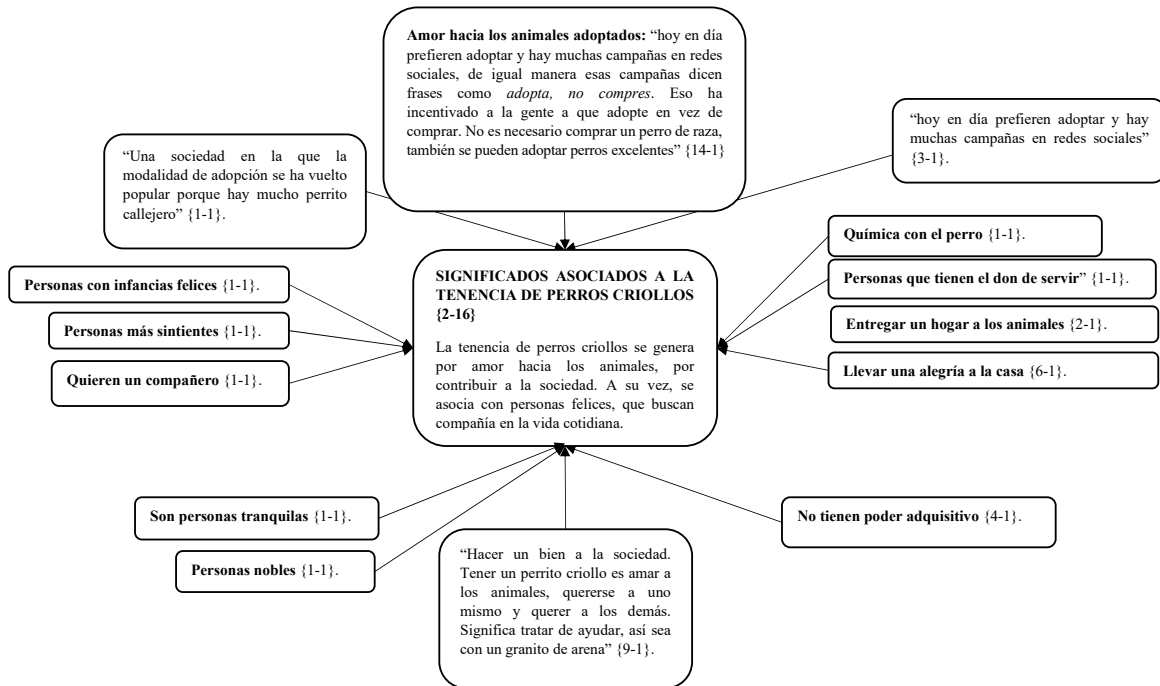 Amor hacia los animales adoptados: “hoy en día
prefieren adoptar y hay muchas campañas en redes
sociales, de igual manera esas campañas dicen
frases como adopta, no compres. Eso ha
incentivado a la gente a que adopte en vez de
comprar. No es necesario comprar un perro de raza,
también se pueden adoptar perros excelentes” {14-1}
“hoy en día prefieren adoptar y hay
muchas campañas en redes sociales”
{3-1}.
“Una sociedad en la que la
modalidad de adopción se ha vuelto
popular porque hay mucho perrito
callejero” {1-1}.
Química con el perro {1-1}.
Personas que tienen el don de servir” {1-1}.
Entregar un hogar a los animales {2-1}.
Llevar una alegría a la casa {6-1}.
Personas con infancias felices {1-1}.
Personas más sintientes {1-1}.
Quieren un compañero {1-1}.
SIGNIFICADOS ASOCIADOS A LA
TENENCIA DE PERROS CRIOLLOS
{2-16}
La tenencia de perros criollos se genera
por amor hacia los animales, por
contribuir a la sociedad. A su vez, se
asocia con personas felices, que buscan
compañía en la vida cotidiana.
Son personas tranquilas {1-1}.
Personas nobles {1-1}.
No tienen poder adquisitivo {4-1}.
“Hacer un bien a la sociedad.
Tener un perrito criollo es amar a
los animales, quererse a uno
mismo y querer a los demás.
Significa tratar de ayudar, así sea
con un granito de arena” {9-1}.